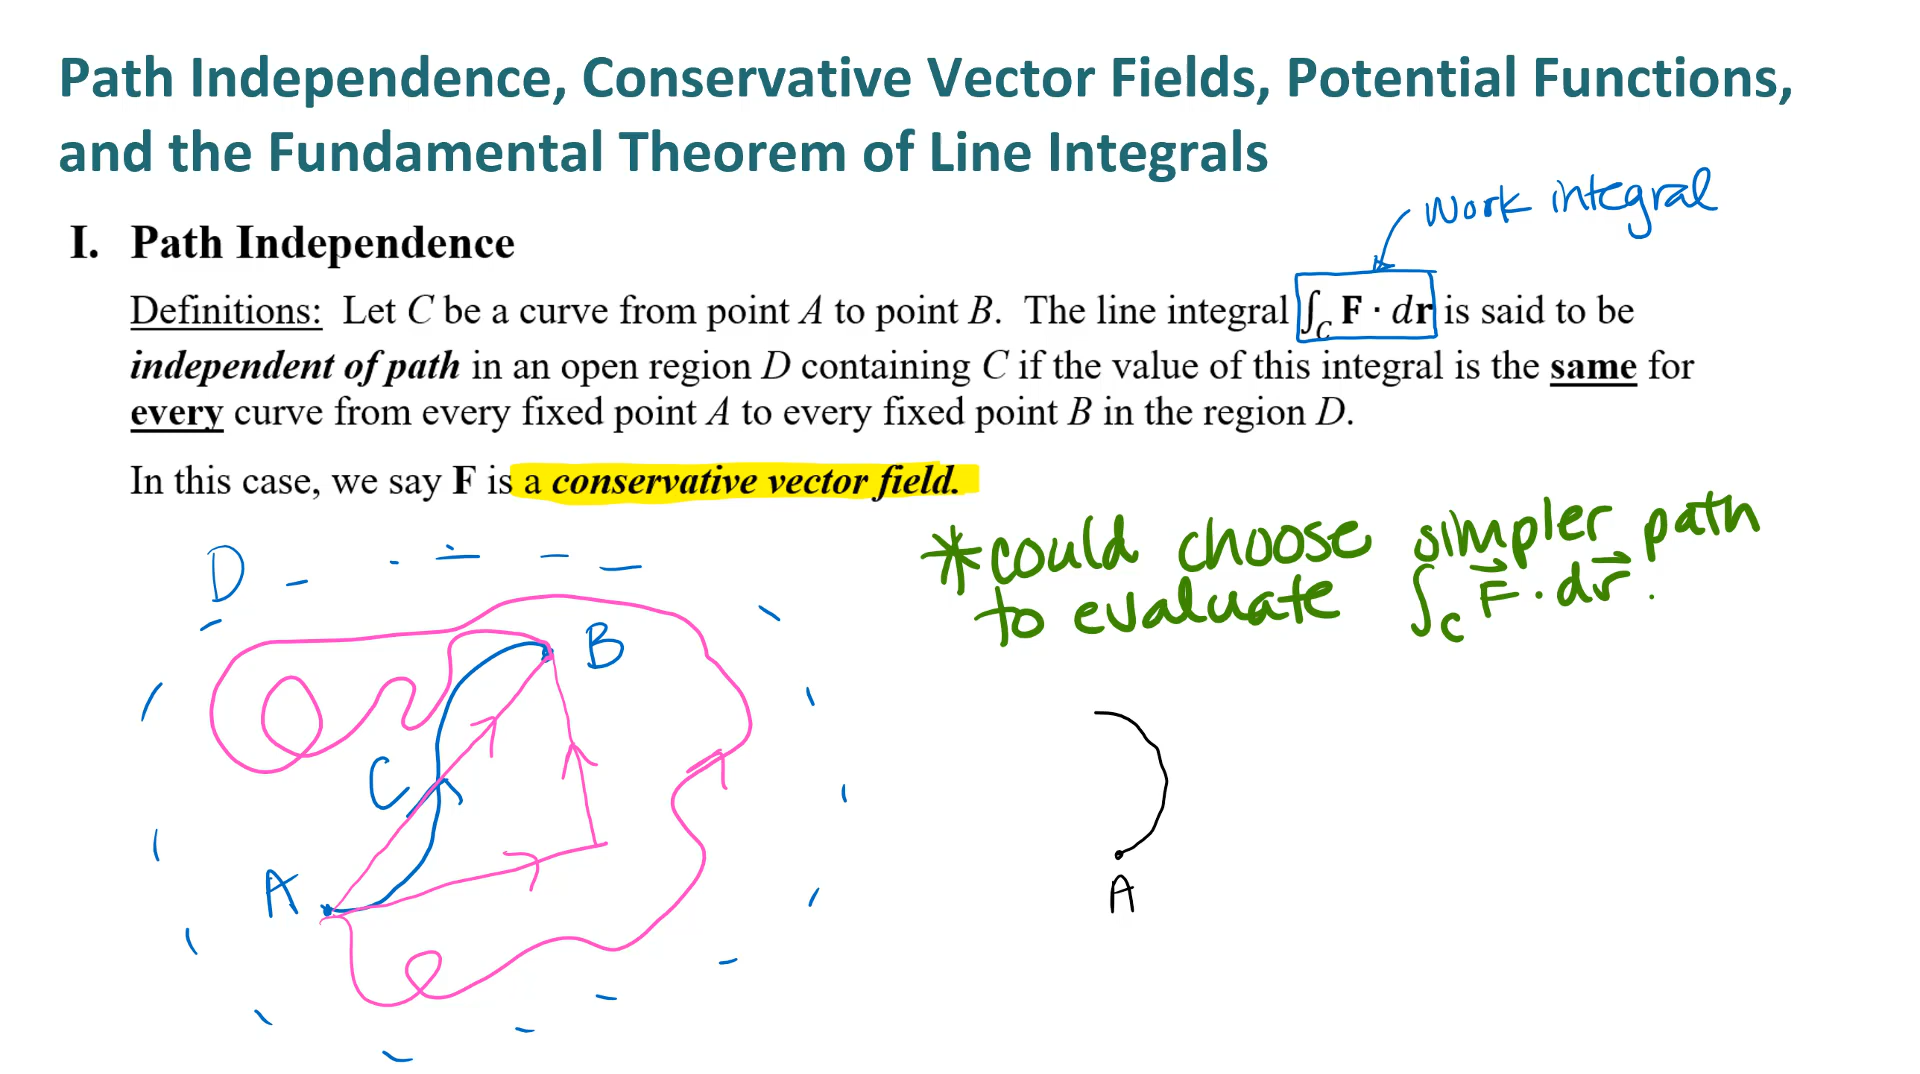 Path Independence, Conservative Vector Fields, Potential Functions,
and the Fundamental Theorem of Line Integrals
Work integral
I. Path Independence
Definitions: Let C be a curve from point A to point B. The line integral ∫_C F · dr is said to be
independent of path in an open region D containing C if the value of this integral is the same for
every curve from every fixed point A to every fixed point B in the region D.
In this case, we say F is a conservative vector field.
*could choose simpler path
to evaluate ∫_C F⃗ · dr⃗.
D
B
C
A
A